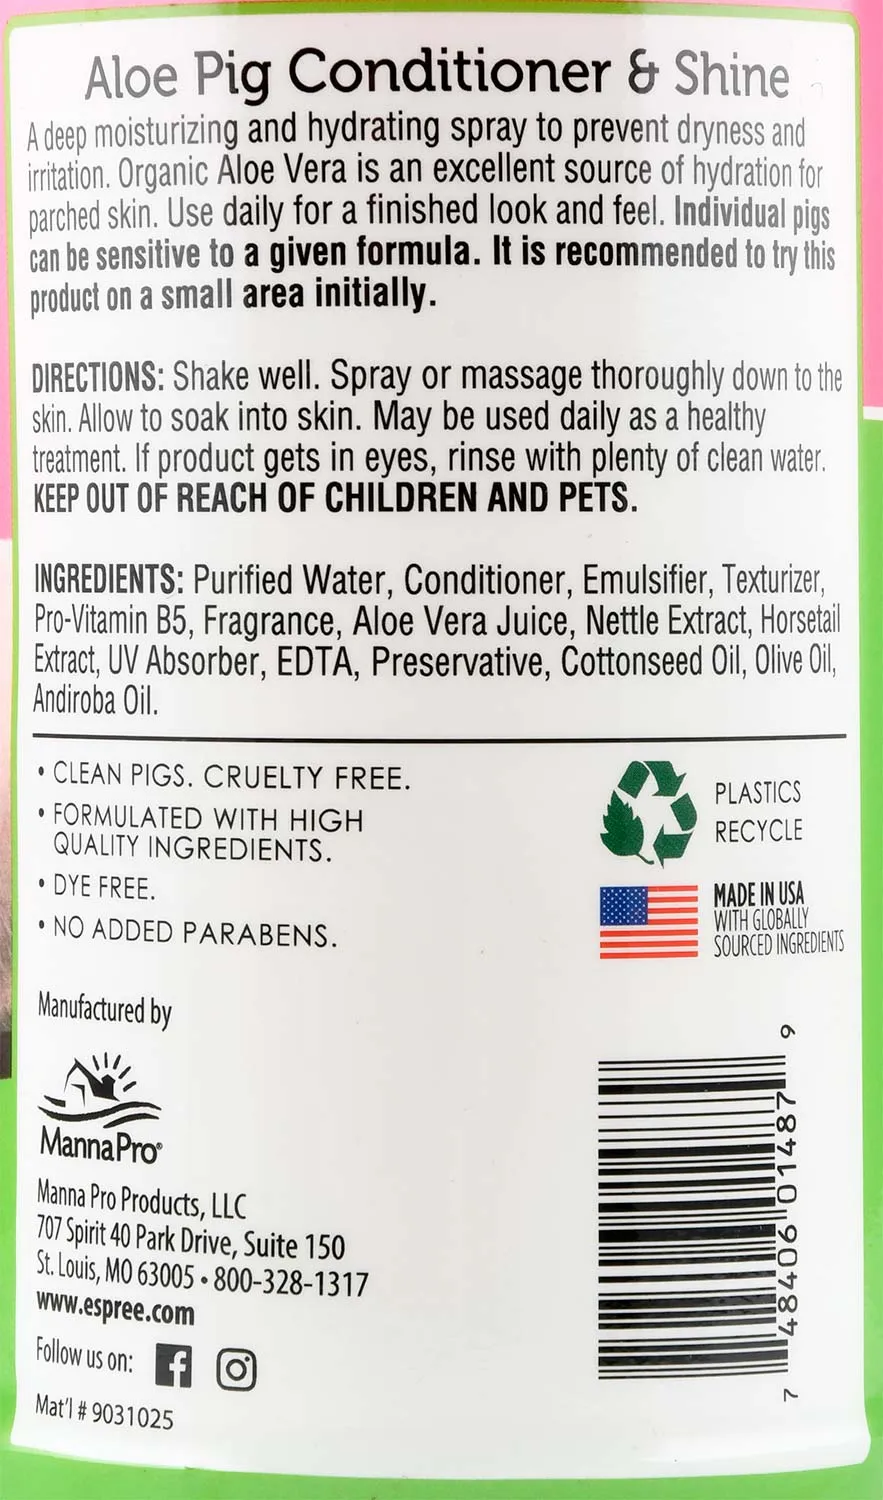 Aloe Pig Conditioner & Shine
A deep moisturizing and hydrating spray to prevent dryness and
irritation. Organic Aloe Vera is an excellent source of hydration for
parched skin. Use daily for a finished look and feel. Individual pigs
can be sensitive to a given formula. It is recommended to try this
product on a small area initially.
DIRECTIONS: Shake well. Spray or massage thoroughly down to the
skin. Allow to soak into skin. May be used daily as a healthy
treatment. If product gets in eyes, rinse with plenty of clean water.
KEEP OUT OF REACH OF CHILDREN AND PETS.
INGREDIENTS: Purified Water, Conditioner, Emulsifier, Texturizer,
Pro-Vitamin B5, Fragrance, Aloe Vera Juice, Nettle Extract, Horsetail
Extract, UV Absorber, EDTA, Preservative, Cottonseed Oil, Olive Oil,
Andiroba Oil.
• CLEAN PIGS. CRUELTY FREE.
• FORMULATED WITH HIGH
QUALITY INGREDIENTS.
• DYE FREE.
• NO ADDED PARABENS.
PLASTICS
RECYCLE
MADE IN USA
WITH GLOBALLY
SOURCED INGREDIENTS
Manufactured by
MannaPro®
Manna Pro Products, LLC
707 Spirit 40 Park Drive, Suite 150
St. Louis, MO 63005 • 800-328-1317
www.espree.com
Follow us on:
Mat'l # 9031025
7 48406 01487 9